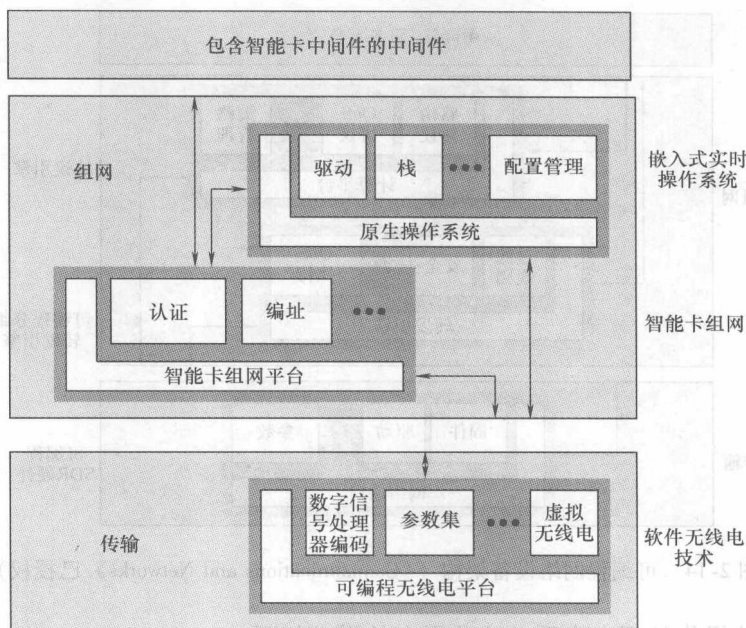 包含智能卡中间件的中间件
组网
驱动
栈
配置管理
原生操作系统
嵌入式实时
操作系统
认证
编址
智能卡组网平台
智能卡组网
传输
数字信
号处理
器编码
参数集
虚拟
无线电
可编程无线电平台
软件无线电
技术